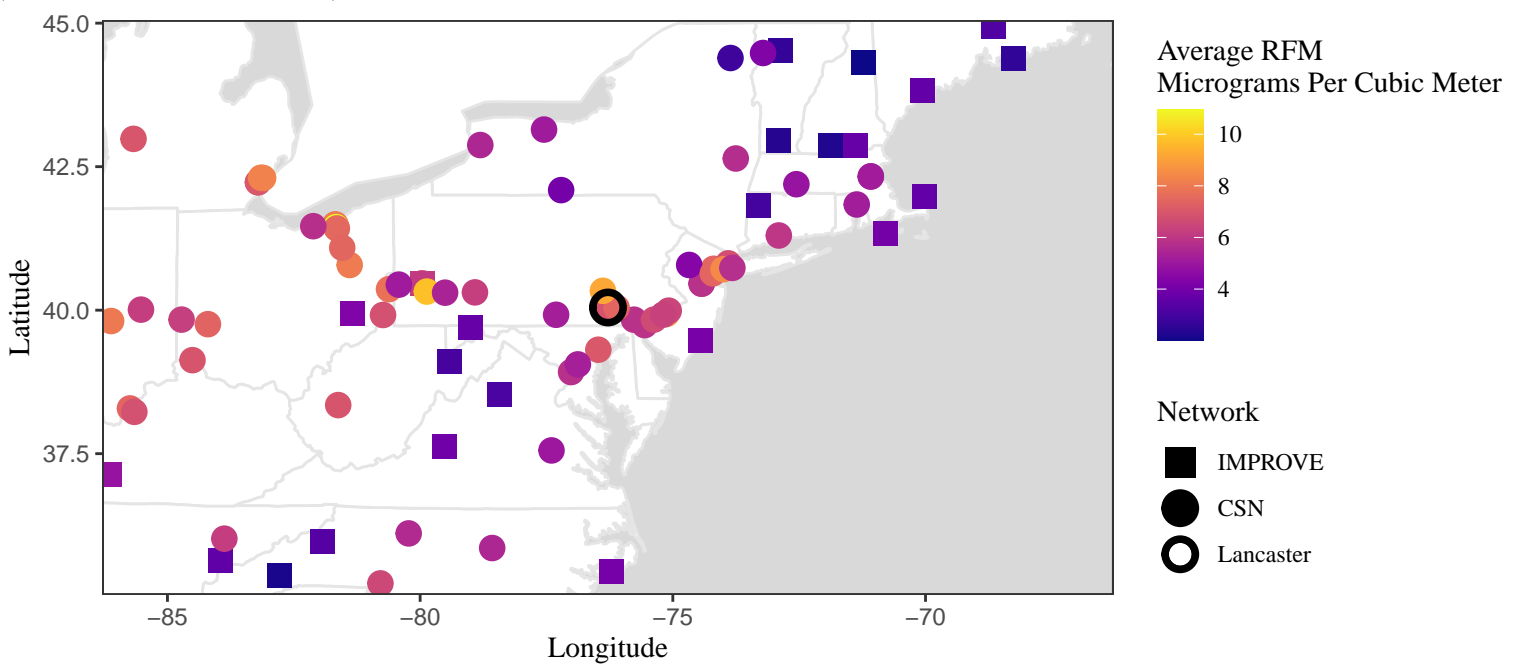 45.0
42.5
40.0
37.5
Latitude
−85
−80
−75
−70
Longitude
Average RFM
Micrograms Per Cubic Meter
10
8
6
4
Network
IMPROVE
CSN
Lancaster